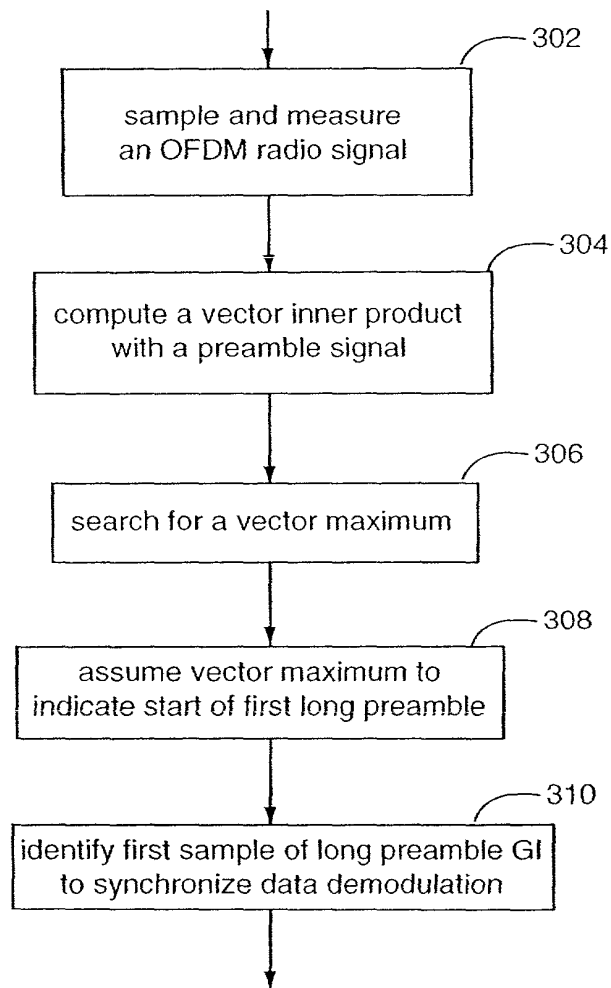 302
sample and measure
an OFDM radio signal
304
compute a vector inner product
with a preamble signal
306
search for a vector maximum
308
assume vector maximum to
indicate start of first long preamble
310
identify first sample of long preamble GI
to synchronize data demodulation